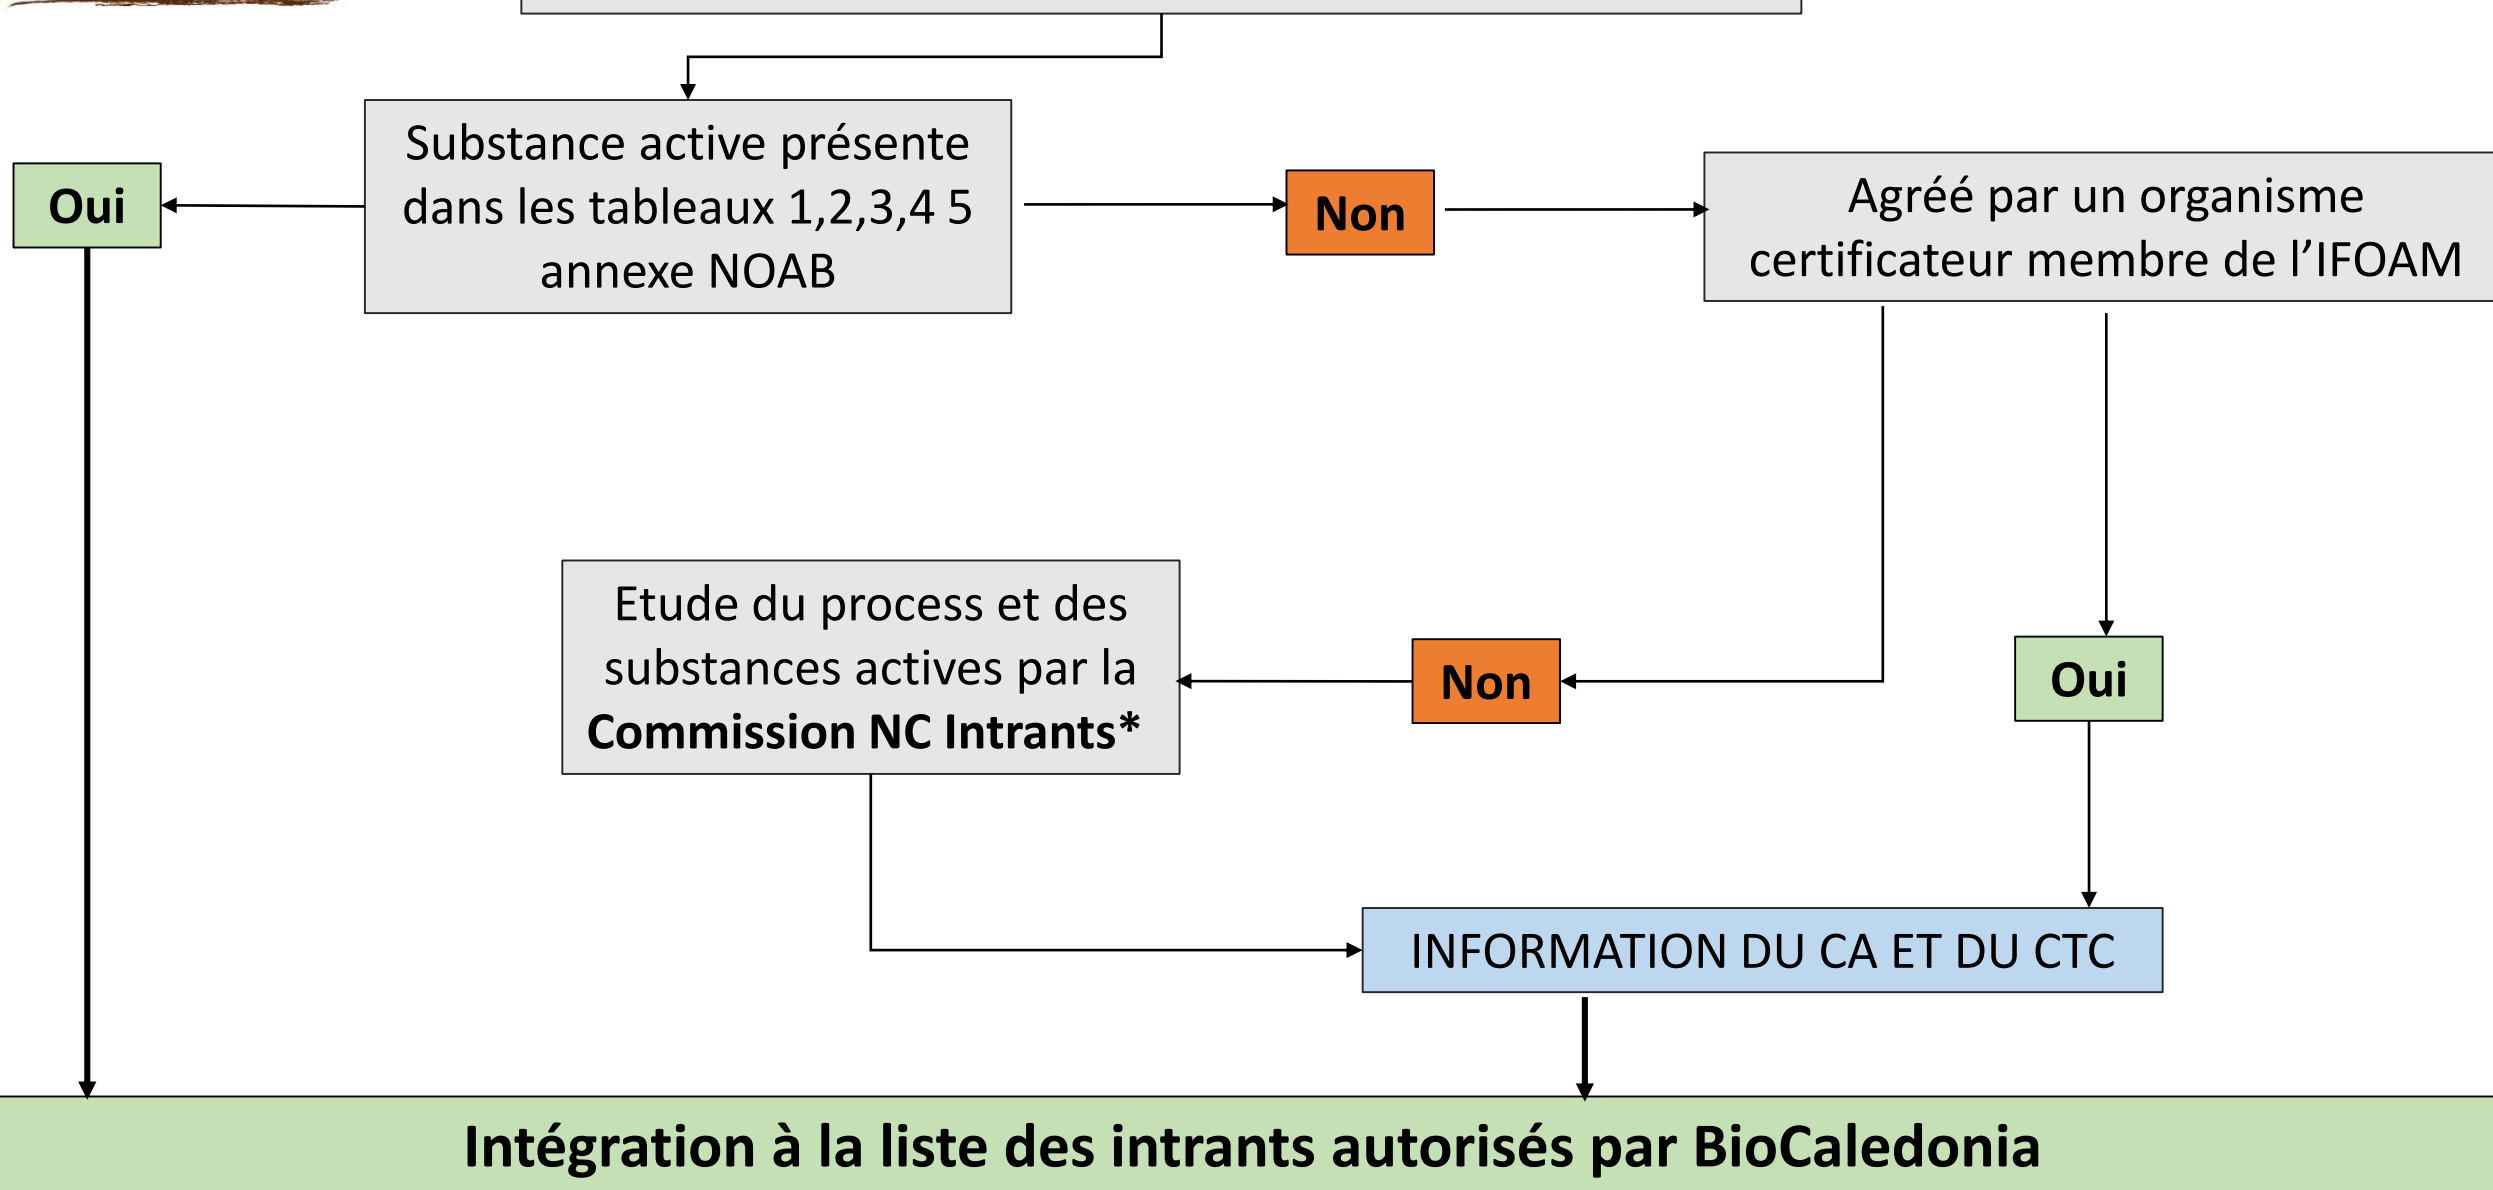 Substance active présente
dans les tableaux 1,2,3,4 5
annexe NOAB
Oui
Non
Agréé par un organisme
certificateur membre de l’IFOAM
Etude du process et des
substances actives par la
Commission NC Intrants*
Non
Oui
INFORMATION DU CA ET DU CTC
Intégration à la liste des intrants autorisés par BioCaledonia